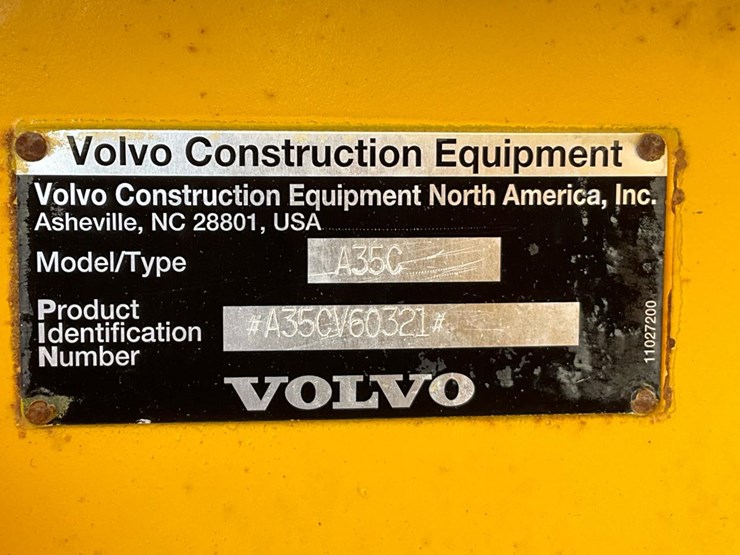 Volvo Construction Equipment
Volvo Construction Equipment North America, Inc.
Asheville, NC 28801, USA
Model/Type A35C
Product
Identification
Number
#A35CV60321#
11027200
VOLVO